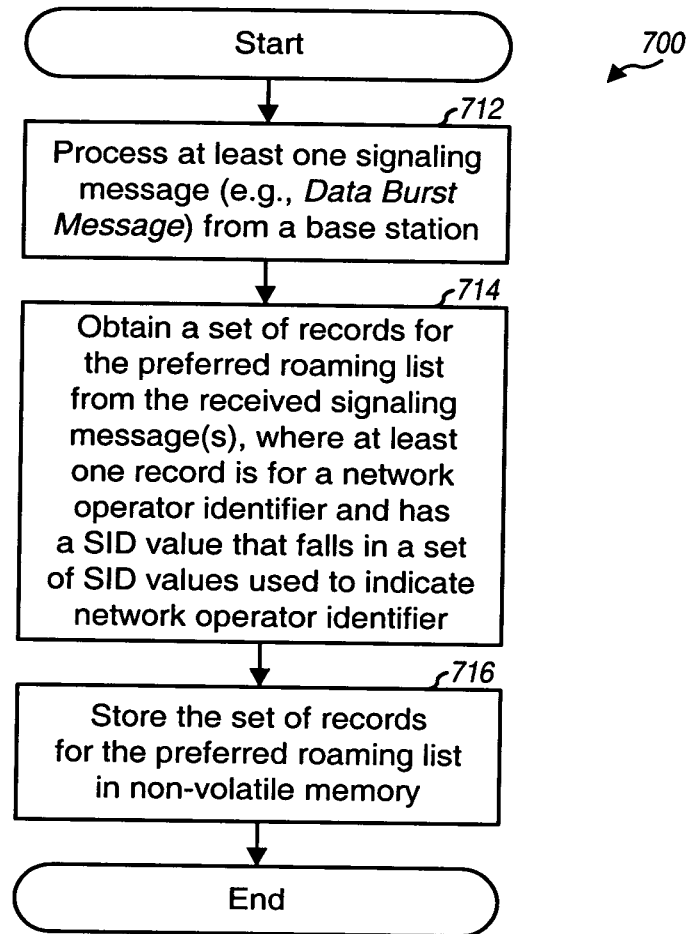 Start
700
712
Process at least one signaling
message (e.g., Data Burst
Message) from a base station
714
Obtain a set of records for
the preferred roaming list
from the received signaling
message(s), where at least
one record is for a network
operator identifier and has
a SID value that falls in a set
of SID values used to indicate
network operator identifier
716
Store the set of records
for the preferred roaming list
in non-volatile memory
End